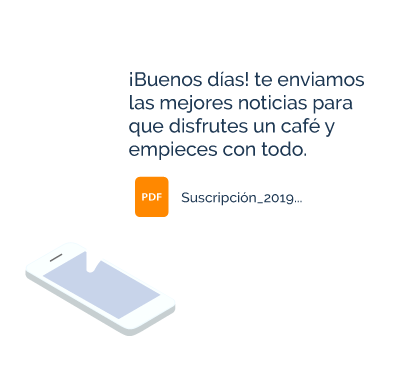 ¡Buenos días! te enviamos
las mejores noticias para
que disfrutes un café y
empieces con todo.
PDF Suscripción_2019...